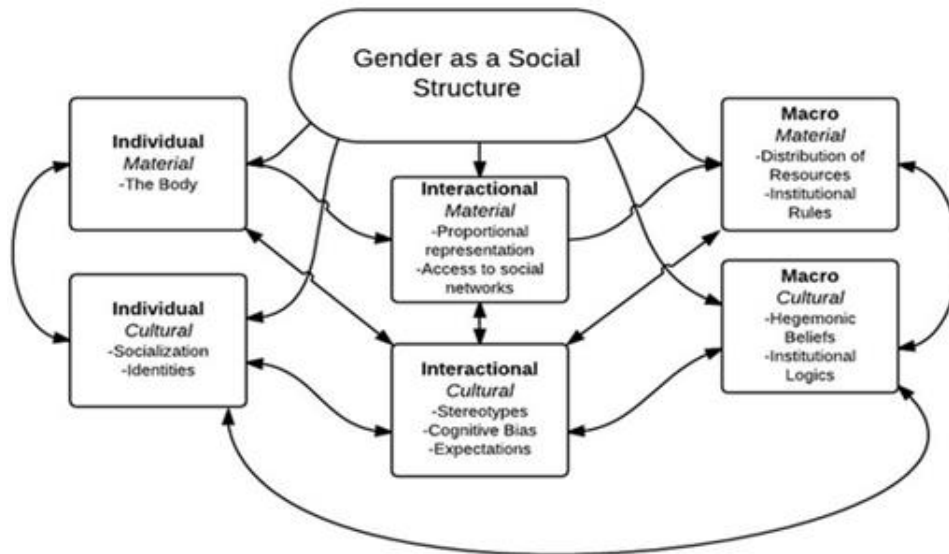 Gender as a Social
Structure
Individual
Material
-The Body
Interactional
Material
-Proportional
representation
-Access to social
networks
Macro
Material
-Distribution of
Resources
-Institutional
Rules
Individual
Cultural
-Socialization
-Identities
Interactional
Cultural
-Stereotypes
-Cognitive Bias
-Expectations
Macro
Cultural
-Hegemonic
Beliefs
-Institutional
Logics